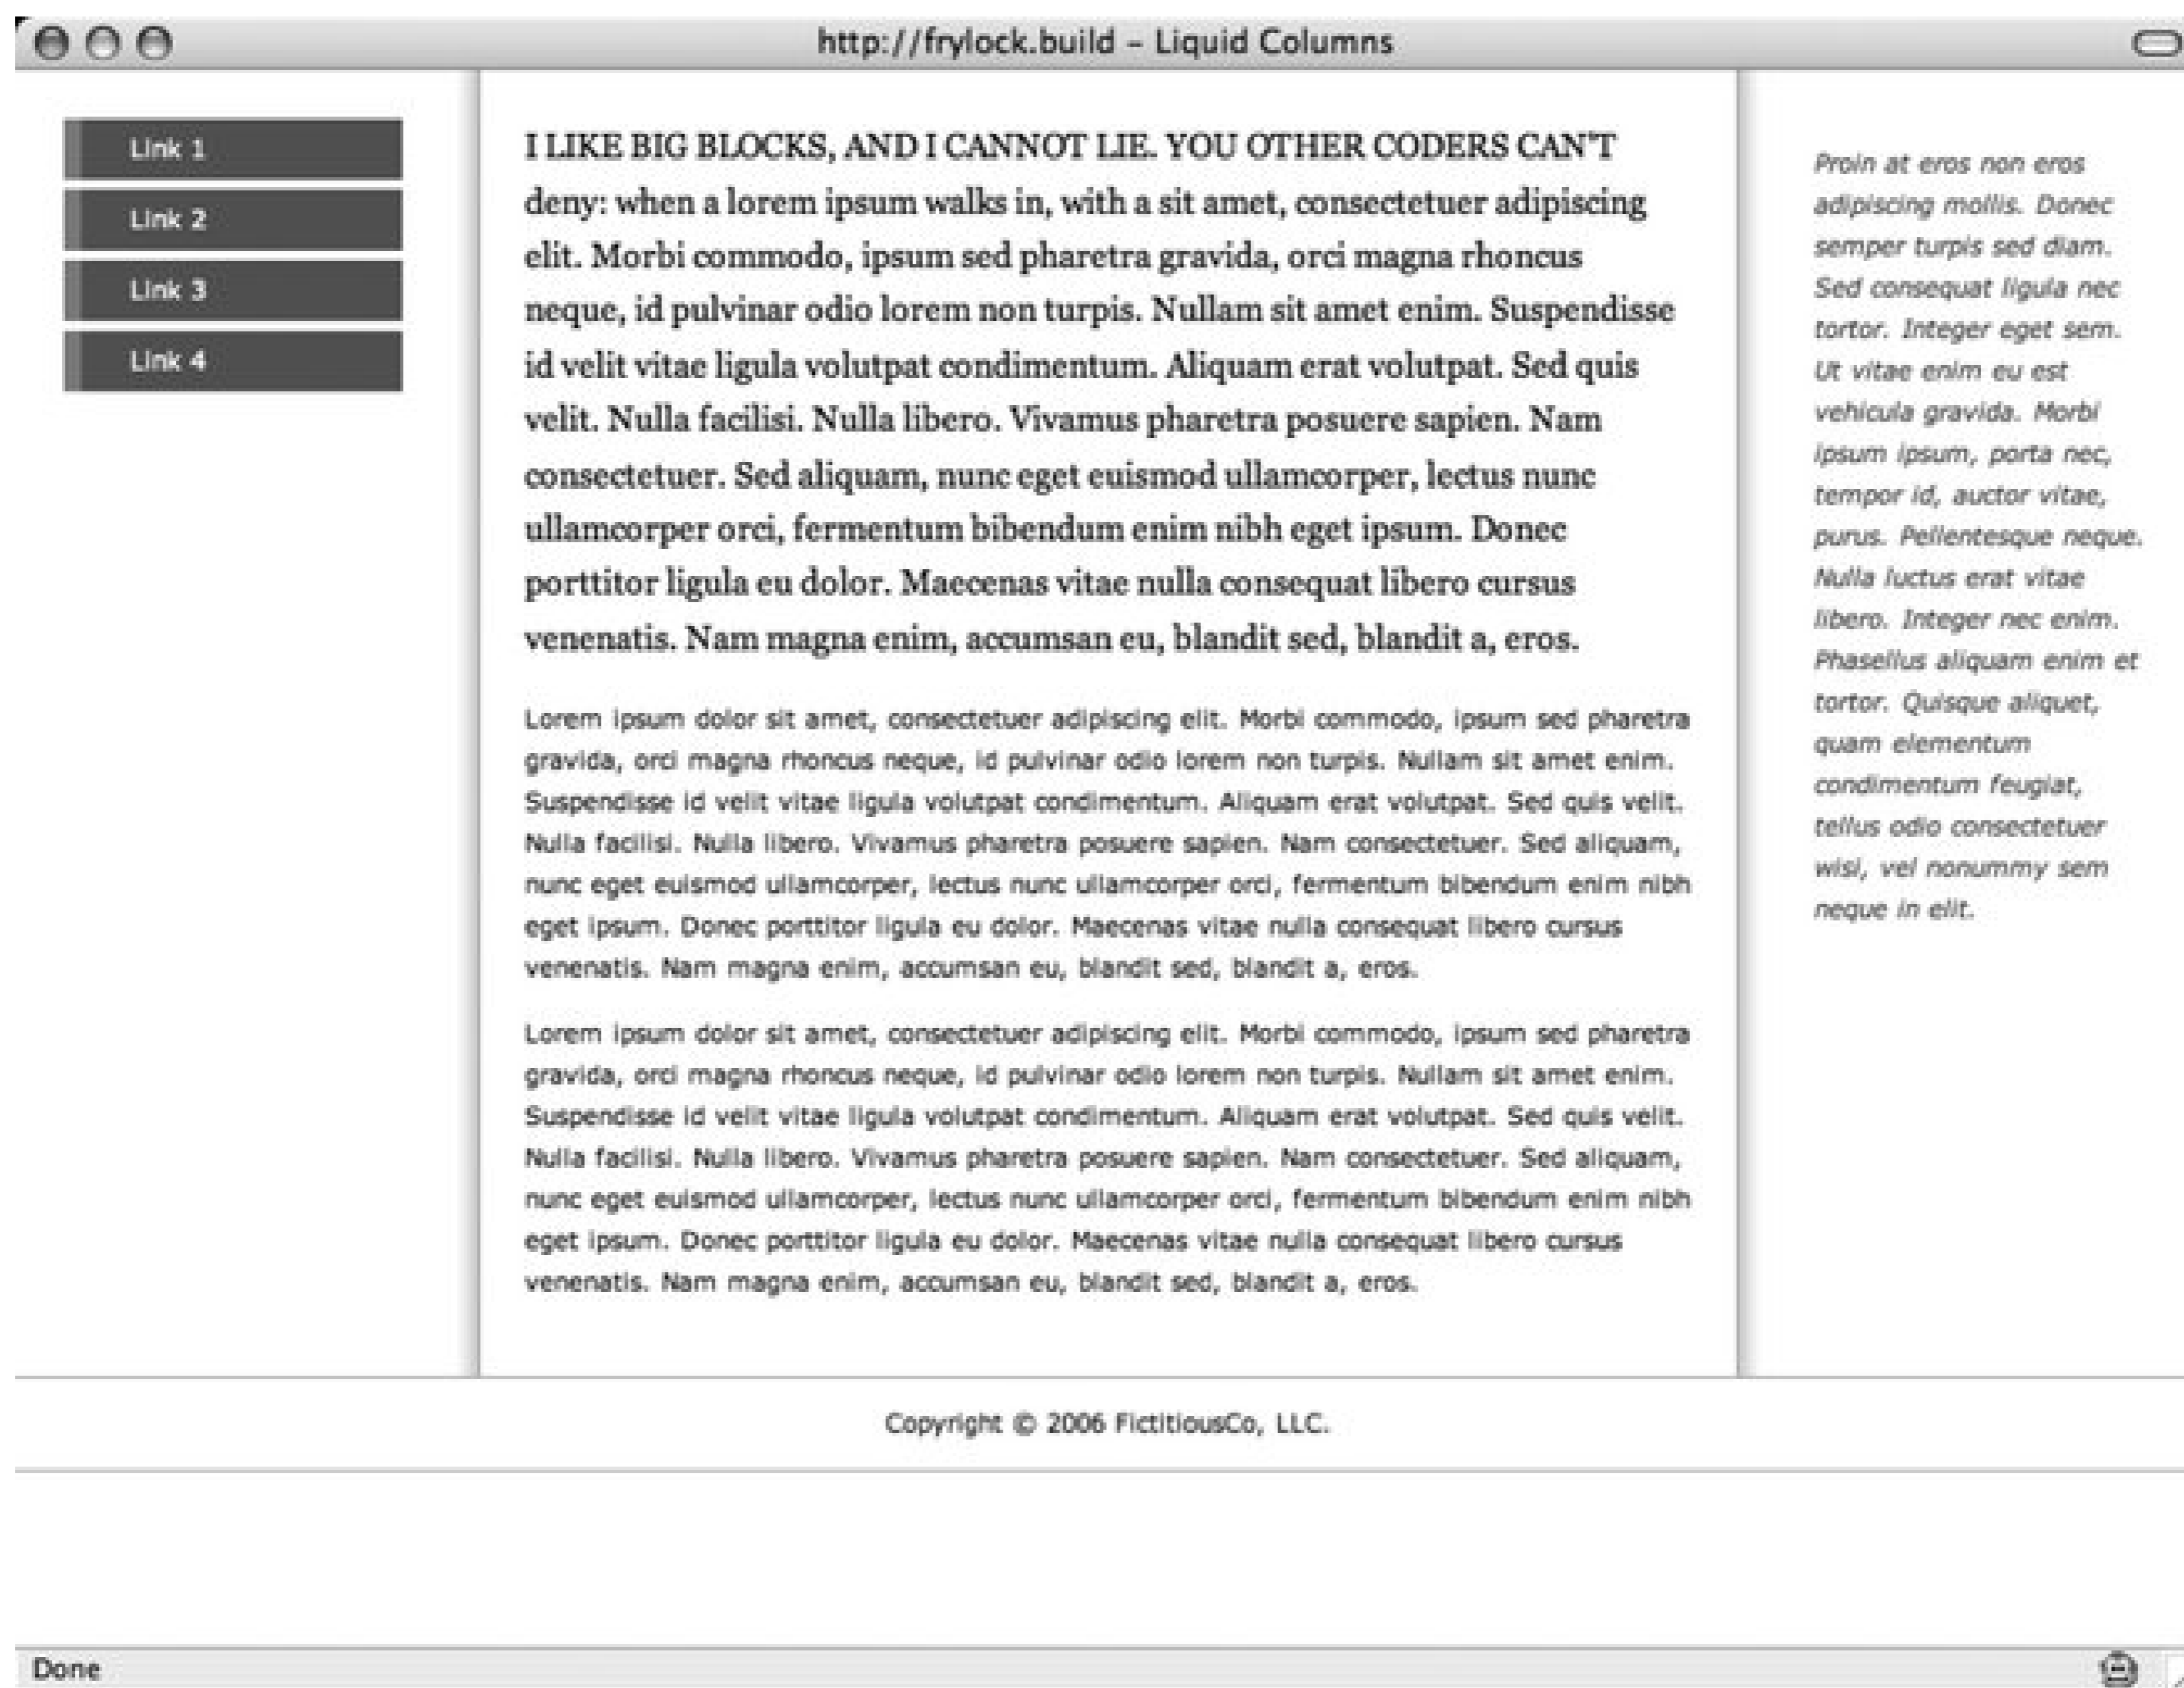 http://frylock.build – Liquid Columns
Link 1
Link 2
Link 3
Link 4
I LIKE BIG BLOCKS, AND I CANNOT LIE. YOU OTHER CODERS CAN'T
deny: when a lorem ipsum walks in, with a sit amet, consectetuer adipiscing
elit. Morbi commodo, ipsum sed pharetra gravida, orci magna rhoncus
neque, id pulvinar odio lorem non turpis. Nullam sit amet enim. Suspendisse
id velit vitae ligula volutpat condimentum. Aliquam erat volutpat. Sed quis
velit. Nulla facilisi. Nulla libero. Vivamus pharetra posuere sapien. Nam
consectetuer. Sed aliquam, nunc eget euismod ullamcorper, lectus nunc
ullamcorper orci, fermentum bibendum enim nibh eget ipsum. Donec
porttitor ligula eu dolor. Maecenas vitae nulla consequat libero cursus
venenatis. Nam magna enim, accumsan eu, blandit sed, blandit a, eros.
Lorem ipsum dolor sit amet, consectetuer adipiscing elit. Morbi commodo, ipsum sed pharetra
gravida, orci magna rhoncus neque, id pulvinar odio lorem non turpis. Nullam sit amet enim.
Suspendisse id velit vitae ligula volutpat condimentum. Aliquam erat volutpat. Sed quis velit.
Nulla facilisi. Nulla libero. Vivamus pharetra posuere sapien. Nam consectetuer. Sed aliquam,
nunc eget euismod ullamcorper, lectus nunc ullamcorper orci, fermentum bibendum enim nibh
eget ipsum. Donec porttitor ligula eu dolor. Maecenas vitae nulla consequat libero cursus
venenatis. Nam magna enim, accumsan eu, blandit sed, blandit a, eros.
Lorem ipsum dolor sit amet, consectetuer adipiscing elit. Morbi commodo, ipsum sed pharetra
gravida, orci magna rhoncus neque, id pulvinar odio lorem non turpis. Nullam sit amet enim.
Suspendisse id velit vitae ligula volutpat condimentum. Aliquam erat volutpat. Sed quis velit.
Nulla facilisi. Nulla libero. Vivamus pharetra posuere sapien. Nam consectetuer. Sed aliquam,
nunc eget euismod ullamcorper, lectus nunc ullamcorper orci, fermentum bibendum enim nibh
eget ipsum. Donec porttitor ligula eu dolor. Maecenas vitae nulla consequat libero cursus
venenatis. Nam magna enim, accumsan eu, blandit sed, blandit a, eros.
Proin at eros non eros
adipiscing mollis. Donec
semper turpis sed diam.
Sed consequat ligula nec
tortor. Integer eget sem.
Ut vitae enim eu est
vehicula gravida. Morbi
ipsum ipsum, porta nec,
tempor id, auctor vitae,
purus. Pellentesque neque.
Nulla luctus erat vitae
libero. Integer nec enim.
Phasellus aliquam enim et
tortor. Quisque aliquet,
quam elementum
condimentum feugiat,
tellus odio consectetuer
wisi, vel nonummy sem
neque in elit.
Copyright © 2006 FictitiousCo, LLC.
Done